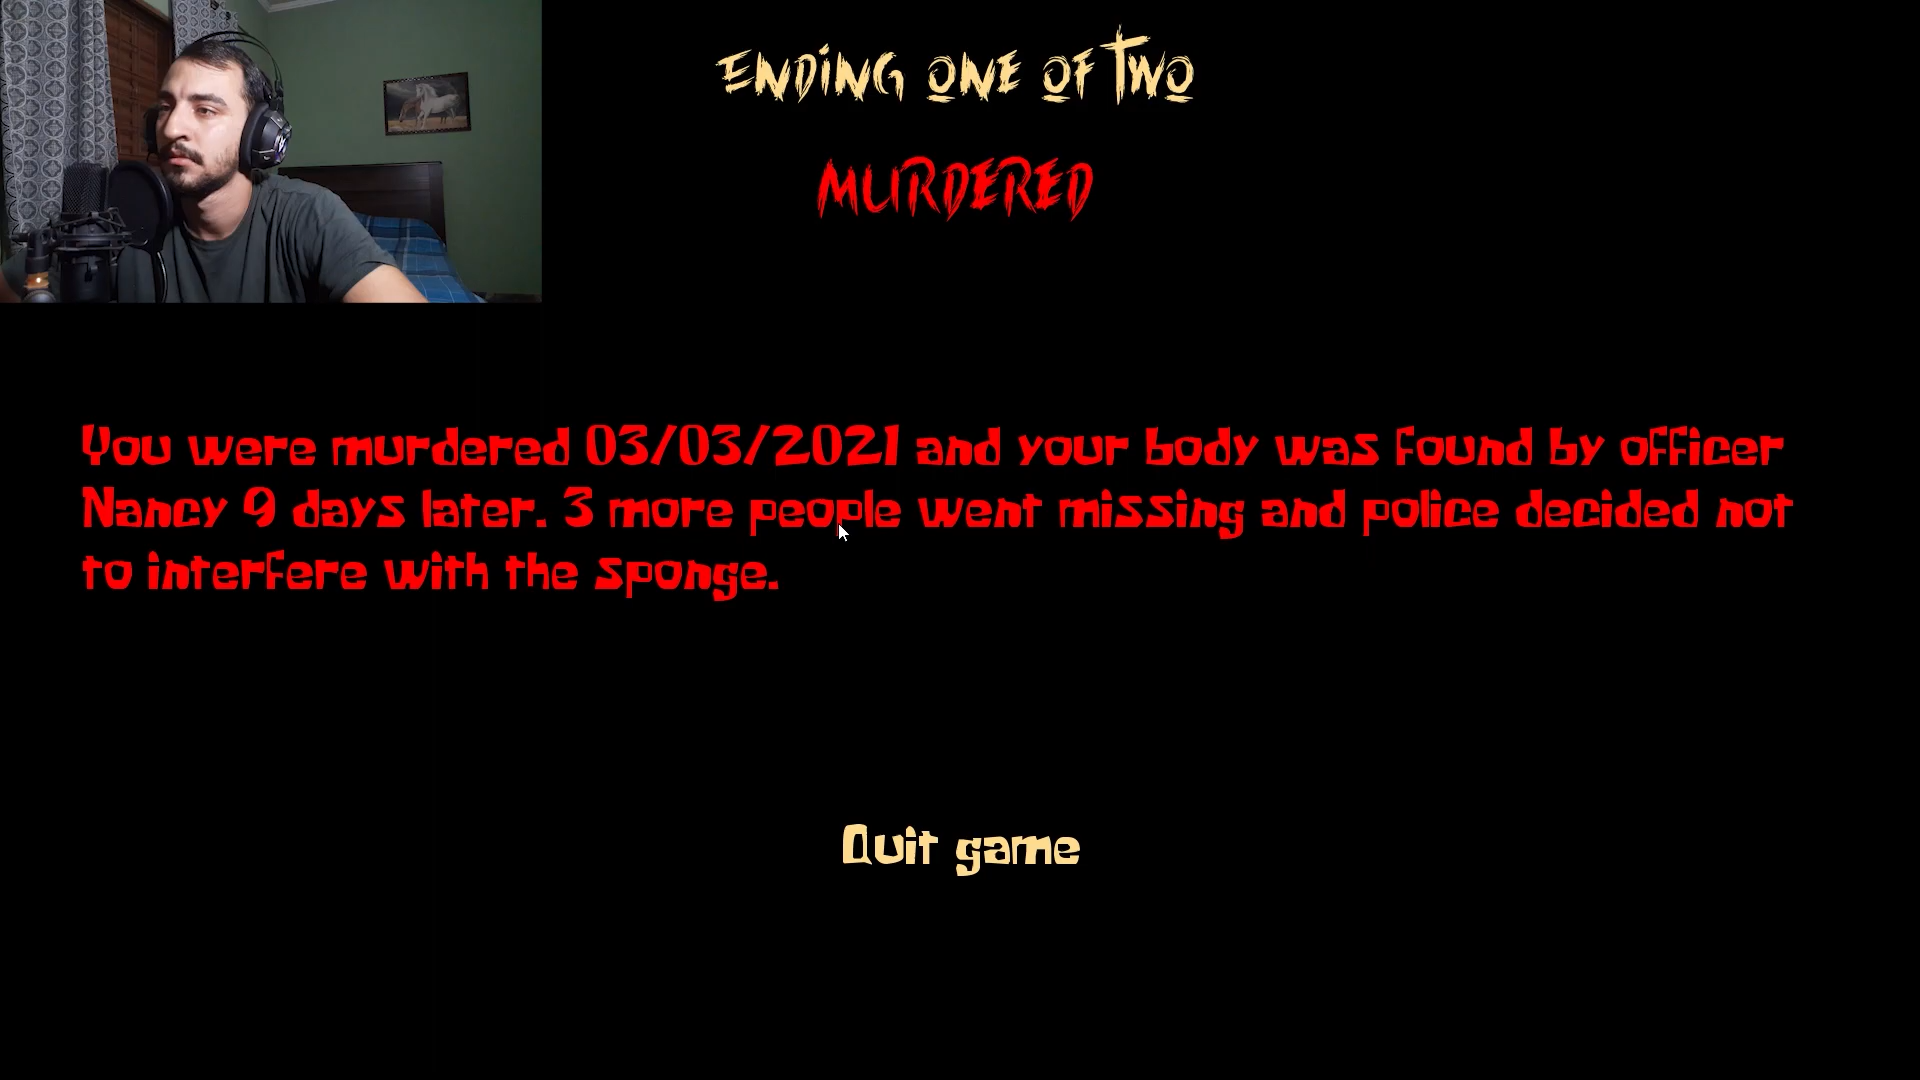 ENDING ONE OF TWO
MURDERED
You were murdered 03/03/2021 and your body was found by officer
Nancy 9 days later. 3 more people went missing and police decided not
to interfere with the sponge.
Quit game